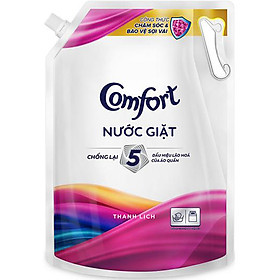 CÔNG THỨC
CHĂM SÓC &
BẢO VỆ SỢI VẢI
Comfort
NƯỚC GIẶT
CHỐNG LẠI 5 DẤU HIỆU LÃO HOÁ
CỦA ÁO QUẦN
THANH LỊCH